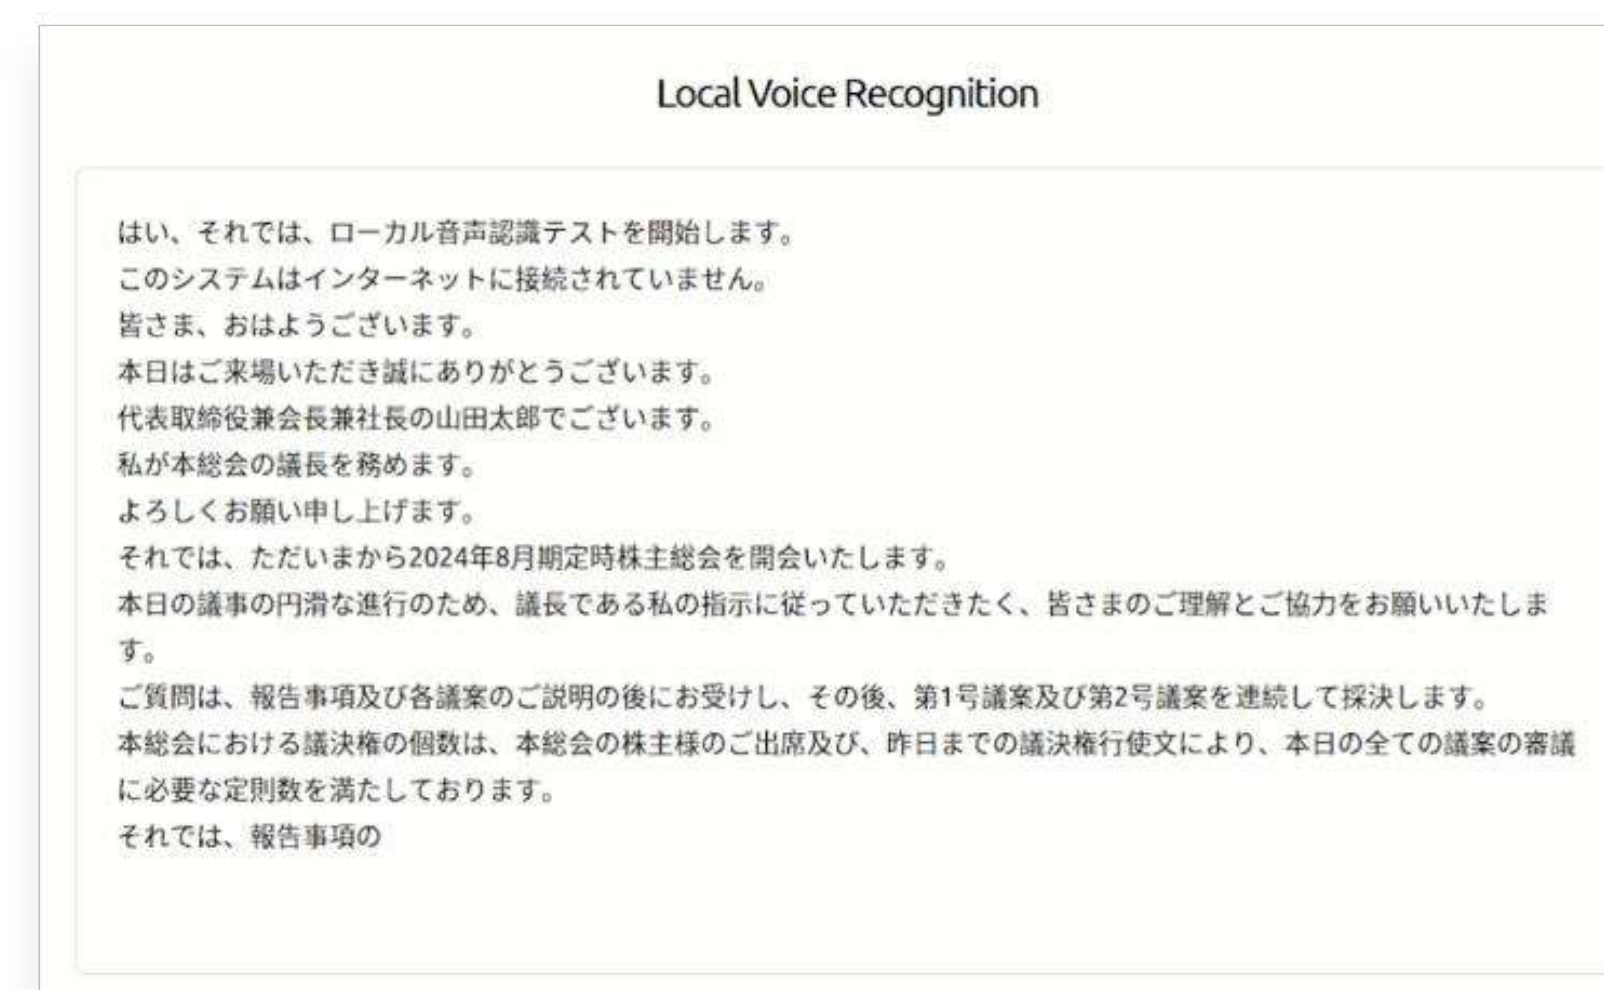 Local Voice Recognition
はい、それでは、ローカル音声認識テストを開始します。
このシステムはインターネットに接続されていません。
皆さま、おはようございます。
本日はご来場いただき誠にありがとうございます。
代表取締役兼会長兼社長の山田太郎でございます。
私が本総会の議長を務めます。
よろしくお願い申し上げます。
それでは、ただいまから2024年8月期定時株主総会を開会いたします。
本日の議事の円滑な進行のため、議長である私の指示に従っていただきたく、皆さまのご理解とご協力をお願いいたしま
す。
ご質問は、報告事項及び各議案のご説明の後にお受けし、その後、第1号議案及び第2号議案を連続して採決します。
本総会における議決権の個数は、本総会の株主様のご出席及び、昨日までの議決権行使文により、本日の全ての議案の審議
に必要な定則数を満たしております。
それでは、報告事項の